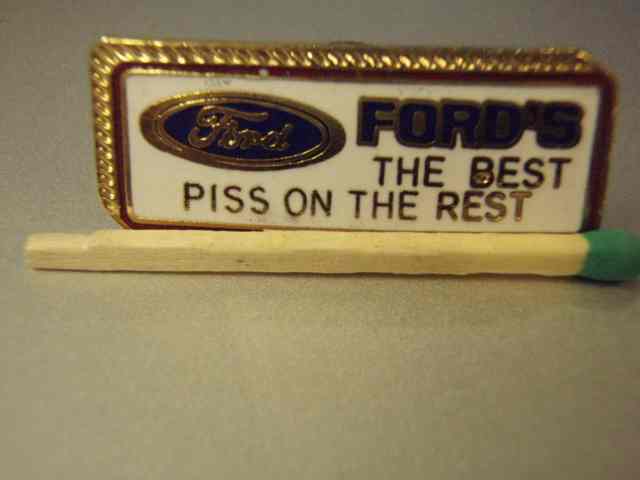 Ford FORD'S
THE BEST
PISS ON THE REST